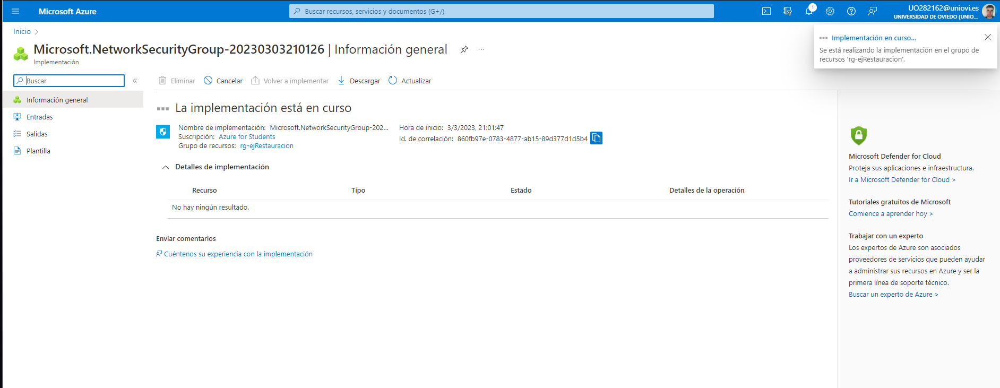 Microsoft Azure
Buscar recursos, servicios y documentos (G+/)
1
UO282162@uniovi.es
UNIVERSIDAD DE OVIEDO (UNIO...
Inicio
Implementación en curso...
Se está realizando la implementación en el grupo de
recursos 'rg-ejRestauracion'.
Microsoft.NetworkSecurityGroup-20230303210126 | Información general
Implementación
Buscar
«
Eliminar
Cancelar
Volver a implementar
Descargar
Actualizar
Información general
Entradas
Salidas
Plantilla
La implementación está en curso
Nombre de implementación: Microsoft.NetworkSecurityGroup-202...
Suscripción: Azure for Students
Grupo de recursos: rg-ejRestauracion
Hora de inicio: 3/3/2023, 21:01:47
Id. de correlación: 860fb97e-0783-4877-ab15-89d377d1d5b4
Detalles de implementación
Recurso Tipo Estado Detalles de la operación
No hay ningún resultado.
Enviar comentarios
Cuéntenos su experiencia con la implementación
Microsoft Defender for Cloud
Proteja sus aplicaciones e infraestructura.
Ir a Microsoft Defender for Cloud >
Tutoriales gratuitos de Microsoft
Comience a aprender hoy >
Trabajar con un experto
Los expertos de Azure son asociados
proveedores de servicios que pueden ayudar
a administrar sus recursos en Azure y ser la
primera línea de soporte técnico.
Buscar un experto de Azure >